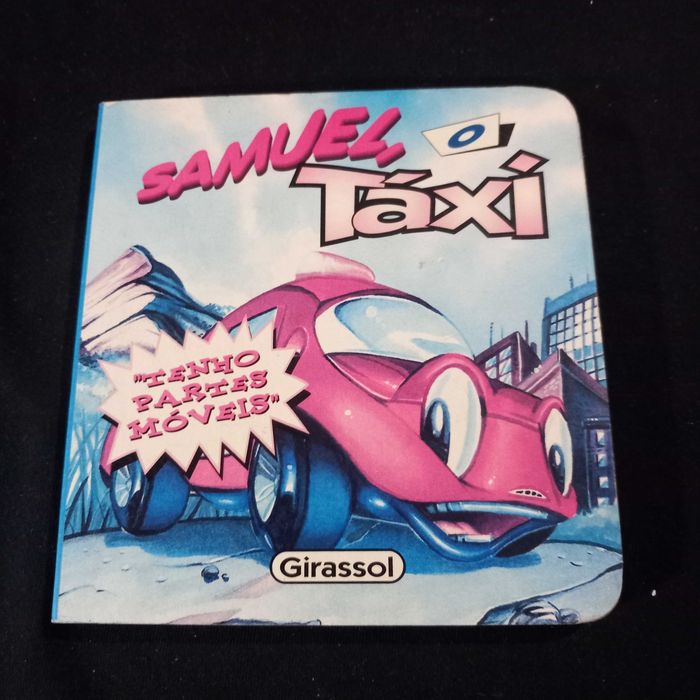 SAMUEL, O
Táxi
"TENHO
PARTES
MÓVEIS"
Girassol